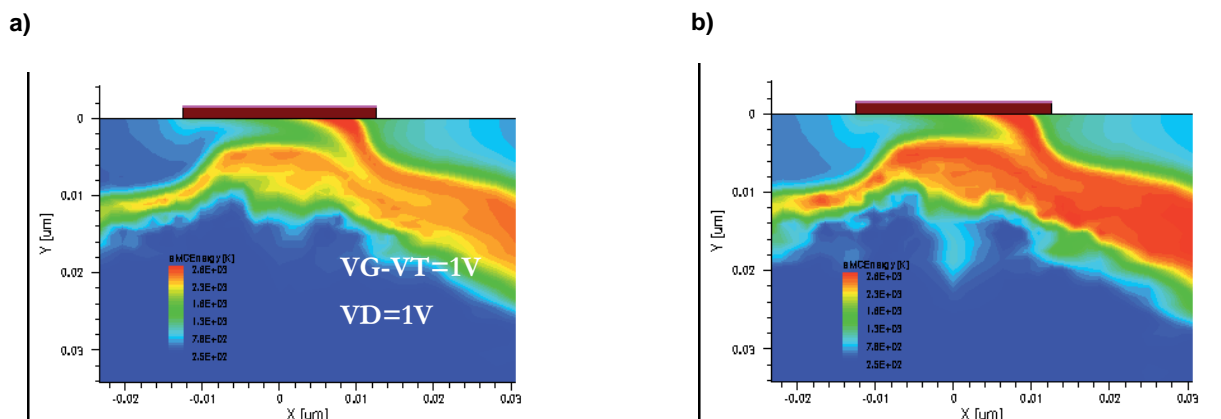 a)
b)
0
0.01
0.02
0.03
Y [um]
eMCEnergy [K]
2.6E+03
2.3E+03
1.8E+03
1.3E+03
7.8E+02
2.5E+02
VG-VT=1V
VD=1V
-0.02
-0.01
0
0.01
0.02
0.03
X [um]
0
0.01
0.02
0.03
Y [um]
eMCEnergy [K]
2.6E+03
2.3E+03
1.8E+03
1.3E+03
7.8E+02
2.5E+02
-0.02
-0.01
0
0.01
0.02
0.03
X [um]